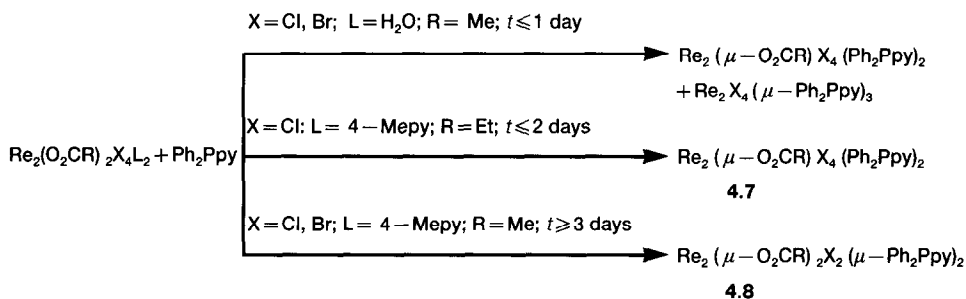 X=Cl, Br; L=H₂O; R= Me; t⩽1 day
Re₂ (μ−O₂CR) X₄ (Ph₂Ppy)₂
+ Re₂ X₄ (μ−Ph₂Ppy)₃
X=Cl: L= 4−Mepy; R=Et; t⩽2 days
Re₂(O₂CR) ₂X₄L₂ + Ph₂Ppy
Re₂ (μ−O₂CR) X₄ (Ph₂Ppy)₂
4.7
X=Cl, Br; L= 4−Mepy; R=Me; t⩾3 days
Re₂ (μ−O₂CR) ₂X₂ (μ−Ph₂Ppy)₂
4.8